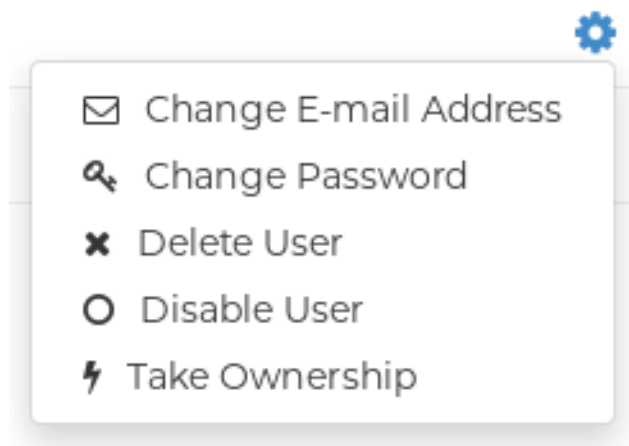 Change E-mail Address
Change Password
Delete User
Disable User
Take Ownership